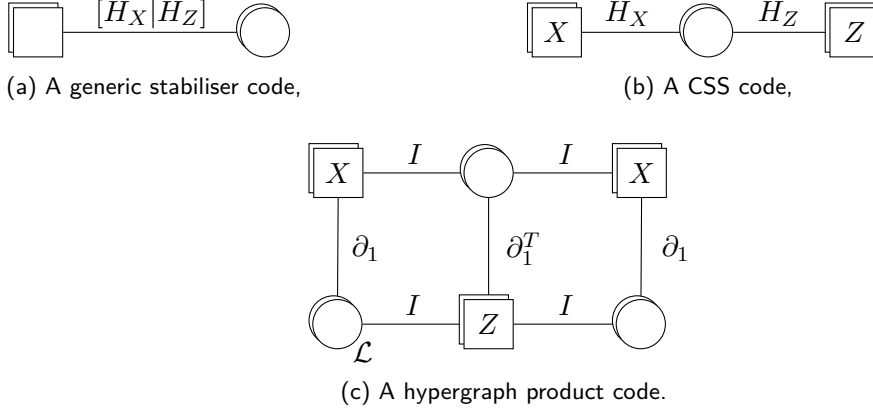 [H_X|H_Z]
X H_X H_Z Z
(a) A generic stabiliser code,
(b) A CSS code,
X I I X
∂_1 ∂_1^T ∂_1
I Z I
ℒ
(c) A hypergraph product code.